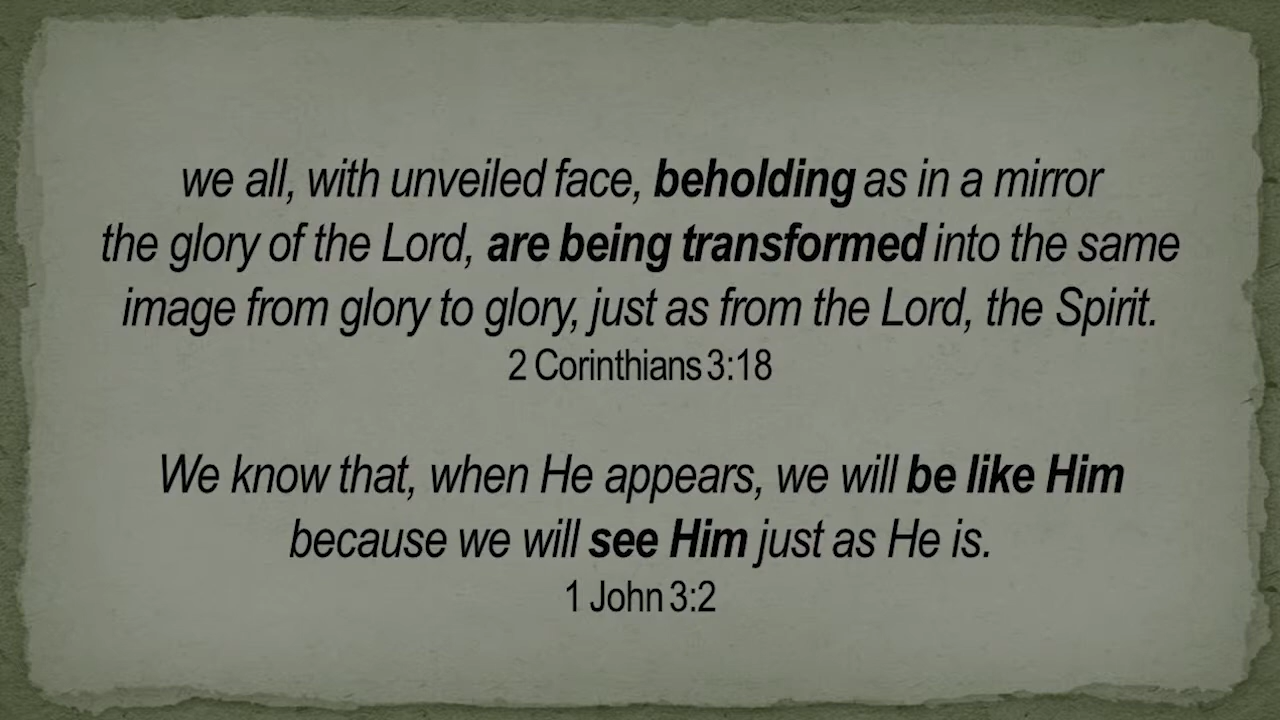 we all, with unveiled face, beholding as in a mirror
the glory of the Lord, are being transformed into the same
image from glory to glory, just as from the Lord, the Spirit.
2 Corinthians 3:18
We know that, when He appears, we will be like Him
because we will see Him just as He is.
1 John 3:2